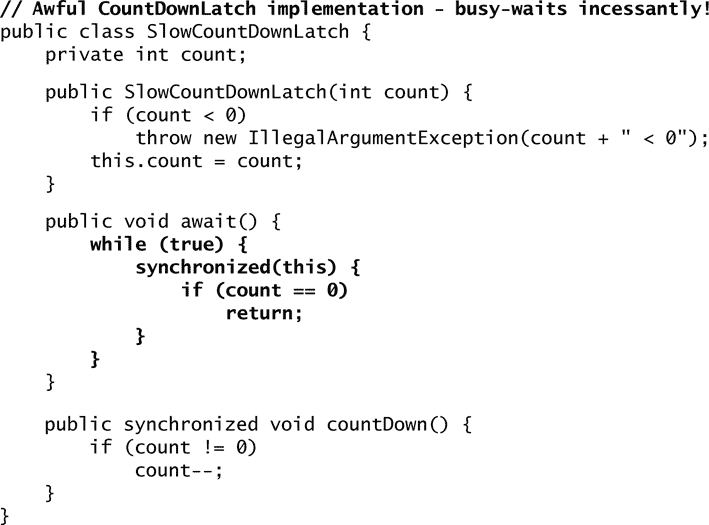 // Awful CountDownLatch implementation - busy-waits incessantly!
public class SlowCountDownLatch {
    private int count;

    public SlowCountDownLatch(int count) {
        if (count < 0)
            throw new IllegalArgumentException(count + " < 0");
        this.count = count;
    }

    public void await() {
        while (true) {
            synchronized(this) {
                if (count == 0)
                    return;
            }
        }
    }

    public synchronized void countDown() {
        if (count != 0)
            count--;
    }
}